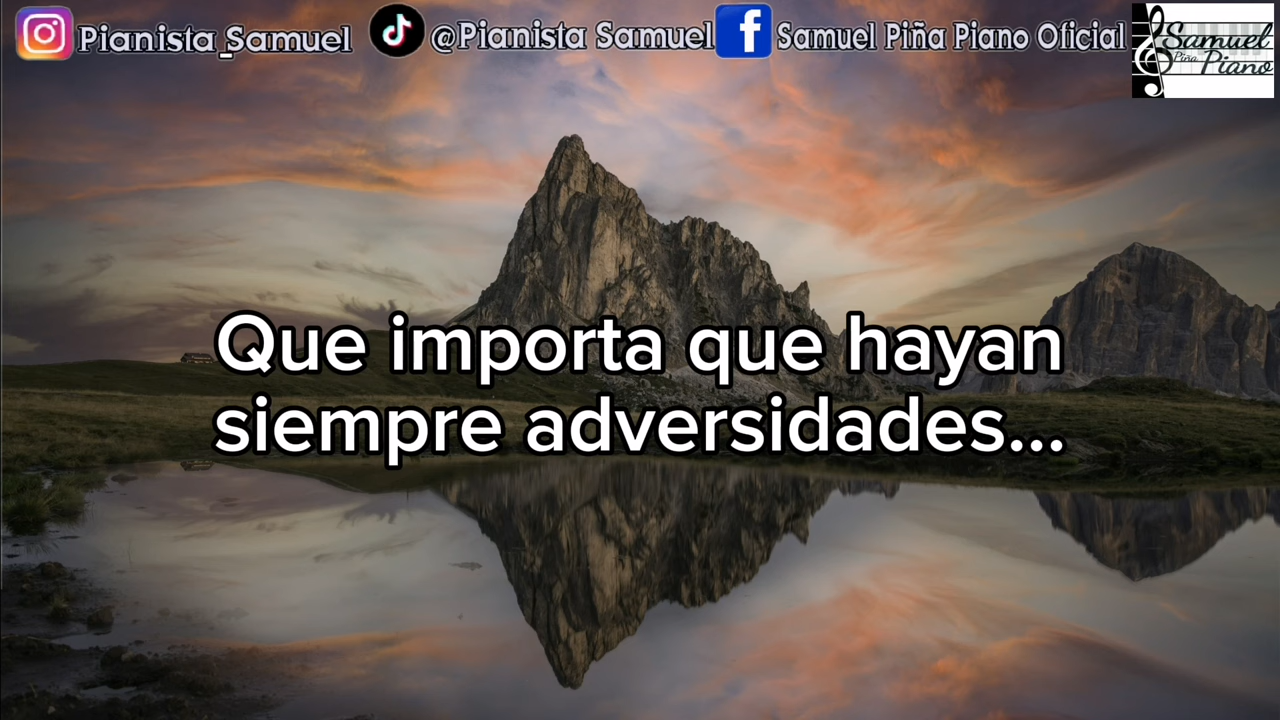 Pianista_Samuel @Pianista Samuel Samuel Piña Piano Oficial
Samuel
Piña Piano
Que importa que hayan
siempre adversidades...